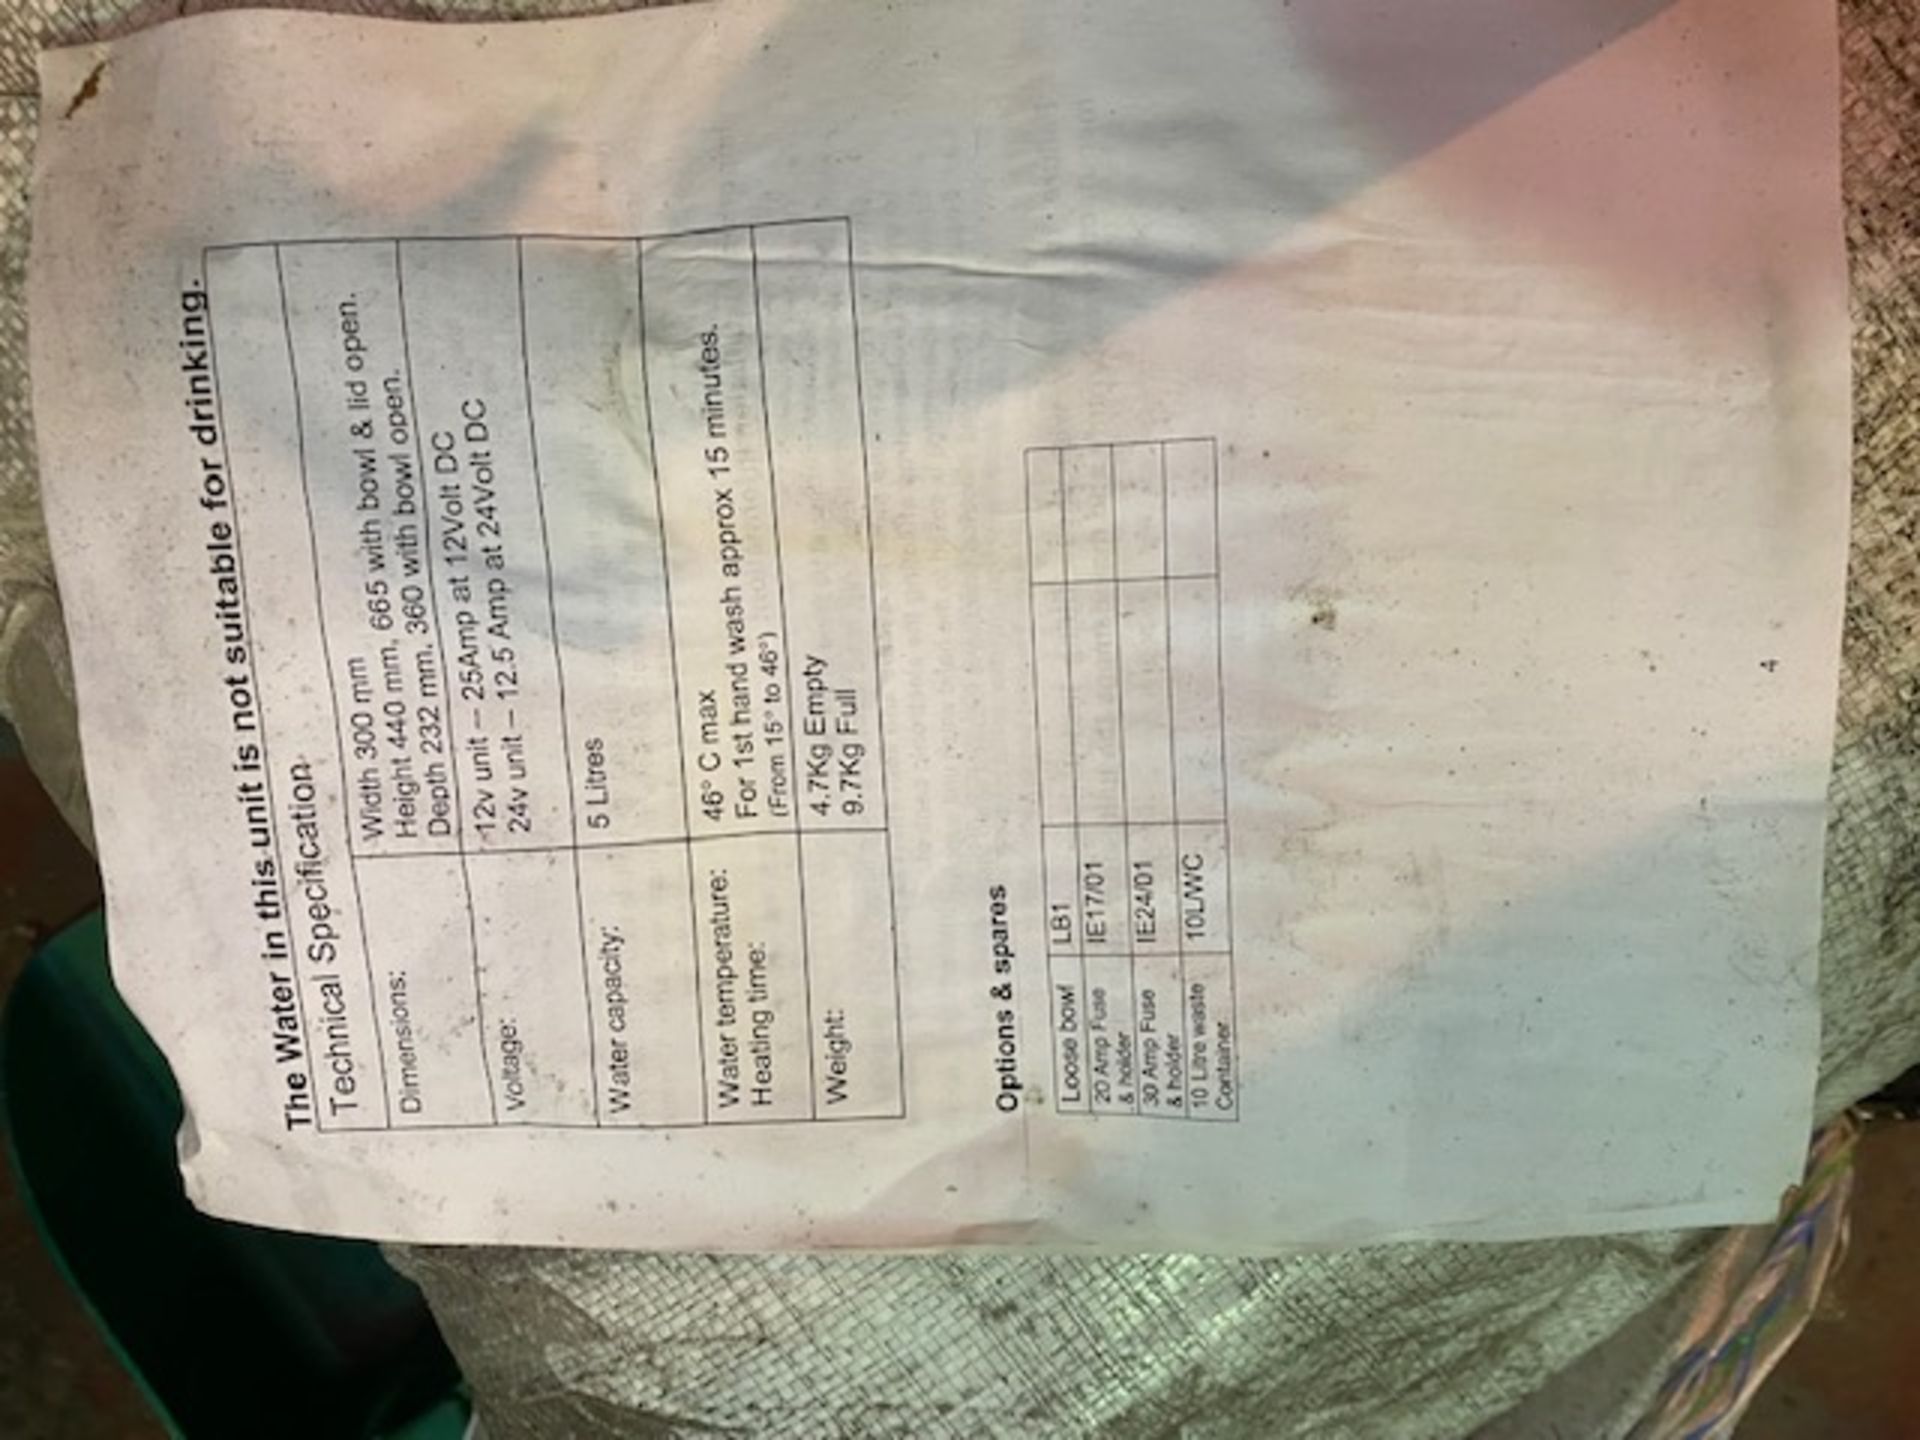 The Water in this unit is not suitable for drinking.
Technical Specification
Dimensions:
Width 300 mm
Height 440 mm, 665 with bowl & lid open.
Depth 232 mm. 360 with bowl open.
Voltage:
12v unit – 25Amp at 12Volt DC
24v unit – 12.5 Amp at 24Volt DC
Water capacity:
5 Litres
Water temperature:
46° C max
Heating time:
For 1st hand wash approx 15 minutes.
(From 15° to 46°)
Weight:
4.7Kg Empty
9.7Kg Full
Options & spares
Loose bowl LB1
20 Amp Fuse IE17/01
& holder
30 Amp Fuse IE24/01
& holder
10 Litre waste 10L/WC
Container
4